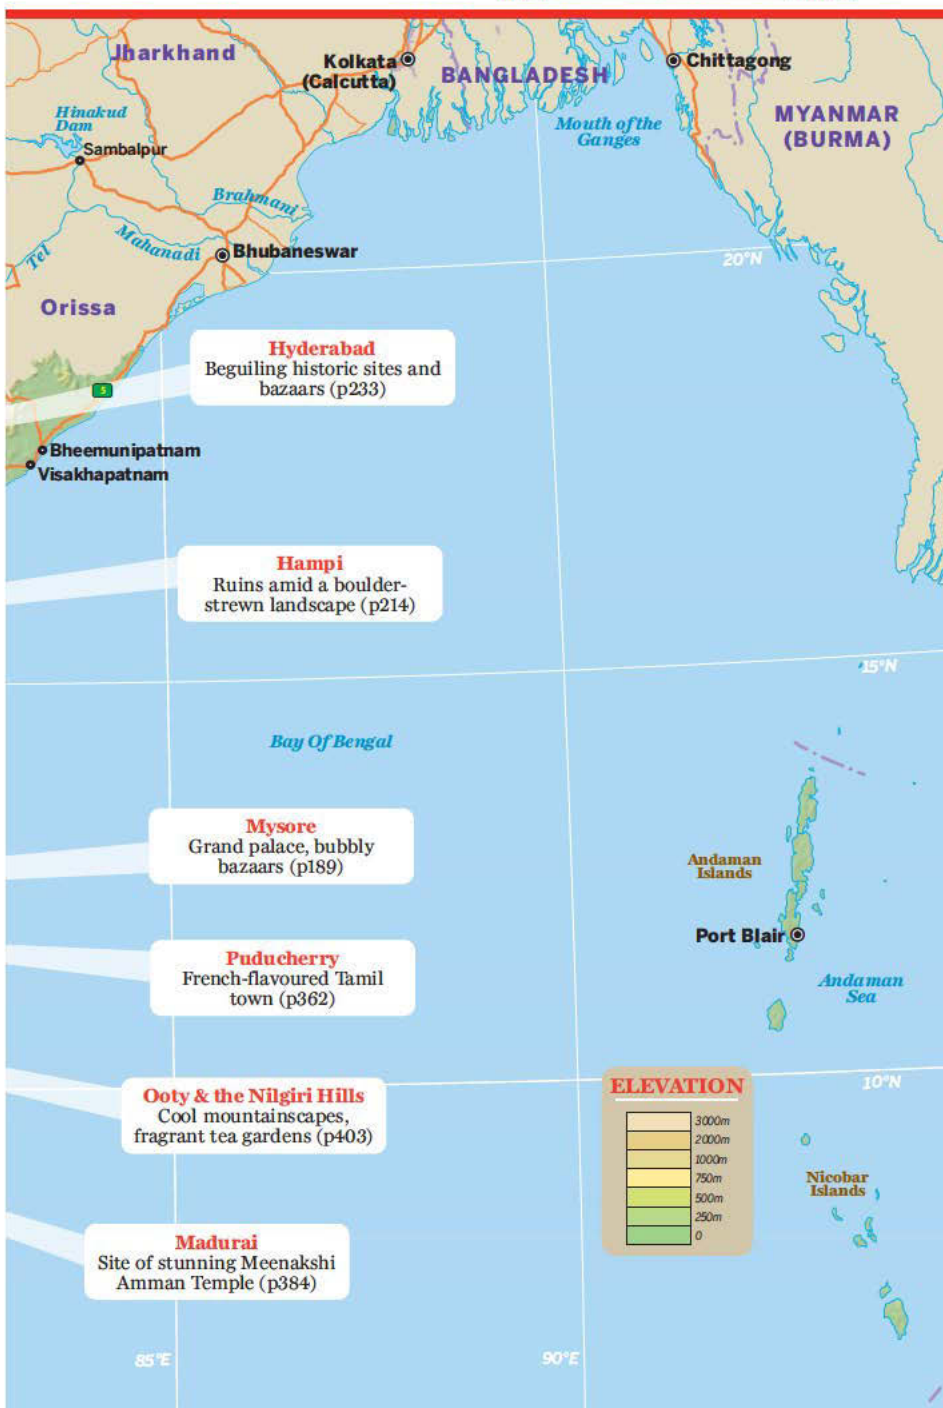 Jharkhand
Kolkata
(Calcutta)
BANGLADESH
Chittagong
Hinakud
Dam
Sambalpur
Mouth of the
Ganges
MYANMAR
(BURMA)
Brahmani
Mahanadi
Tel
Bhubaneswar
20°N
Orissa
Hyderabad
Beguiling historic sites and
bazaars (p233)
5
Bheemunipatnam
Visakhapatnam
Hampi
Ruins amid a boulder-
strewn landscape (p214)
15°N
Bay Of Bengal
Mysore
Grand palace, bubbly
bazaars (p189)
Andaman
Islands
Port Blair
Puducherry
French-flavoured Tamil
town (p362)
Andaman
Sea
Ooty & the Nilgiri Hills
Cool mountainscapes,
fragrant tea gardens (p403)
10°N
ELEVATION
3000m
2000m
1000m
750m
500m
250m
0
Nicobar
Islands
Madurai
Site of stunning Meenakshi
Amman Temple (p384)
85°E
90°E